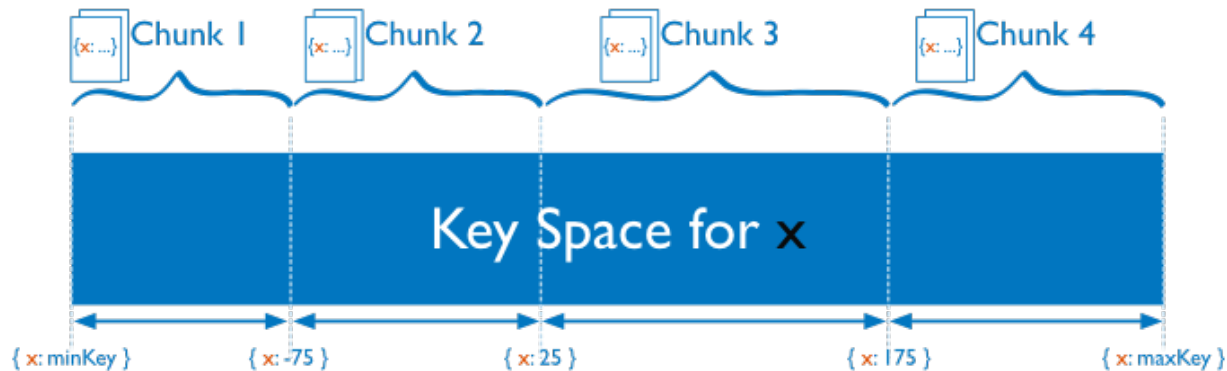 {x: ...} Chunk 1 {x: ...} Chunk 2 {x: ...} Chunk 3 {x: ...} Chunk 4
Key Space for x
{ x: minKey } { x: -75 } { x: 25 } { x: 175 } { x: maxKey }